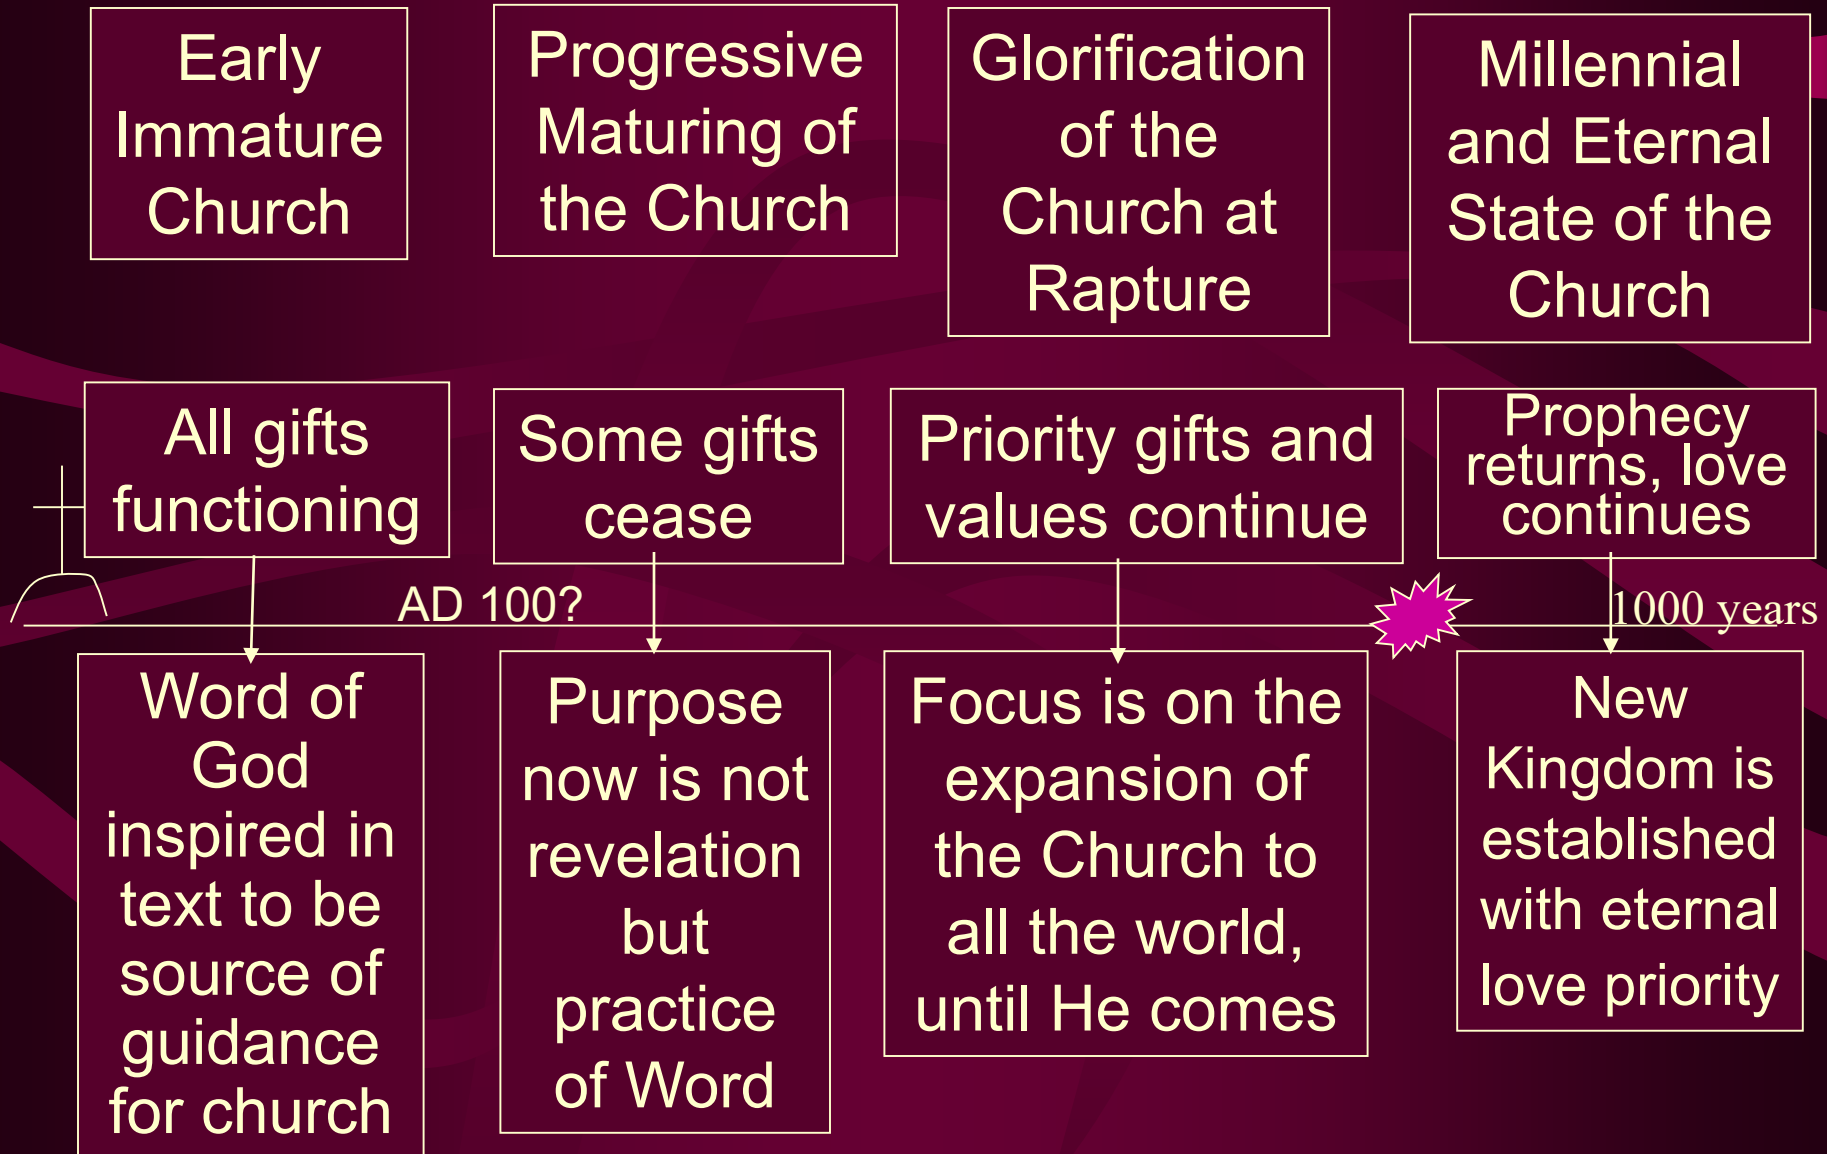 Early
Immature
Church
Progressive
Maturing of
the Church
Glorification
of the
Church at
Rapture
Millennial
and Eternal
State of the
Church
All gifts
functioning
Some gifts
cease
Priority gifts and
values continue
Prophecy
returns, love
continues
AD 100?
1000 years
Word of
God
inspired in
text to be
source of
guidance
for church
Purpose
now is not
revelation
but
practice
of Word
Focus is on the
expansion of
the Church to
all the world,
until He comes
New
Kingdom is
established
with eternal
love priority